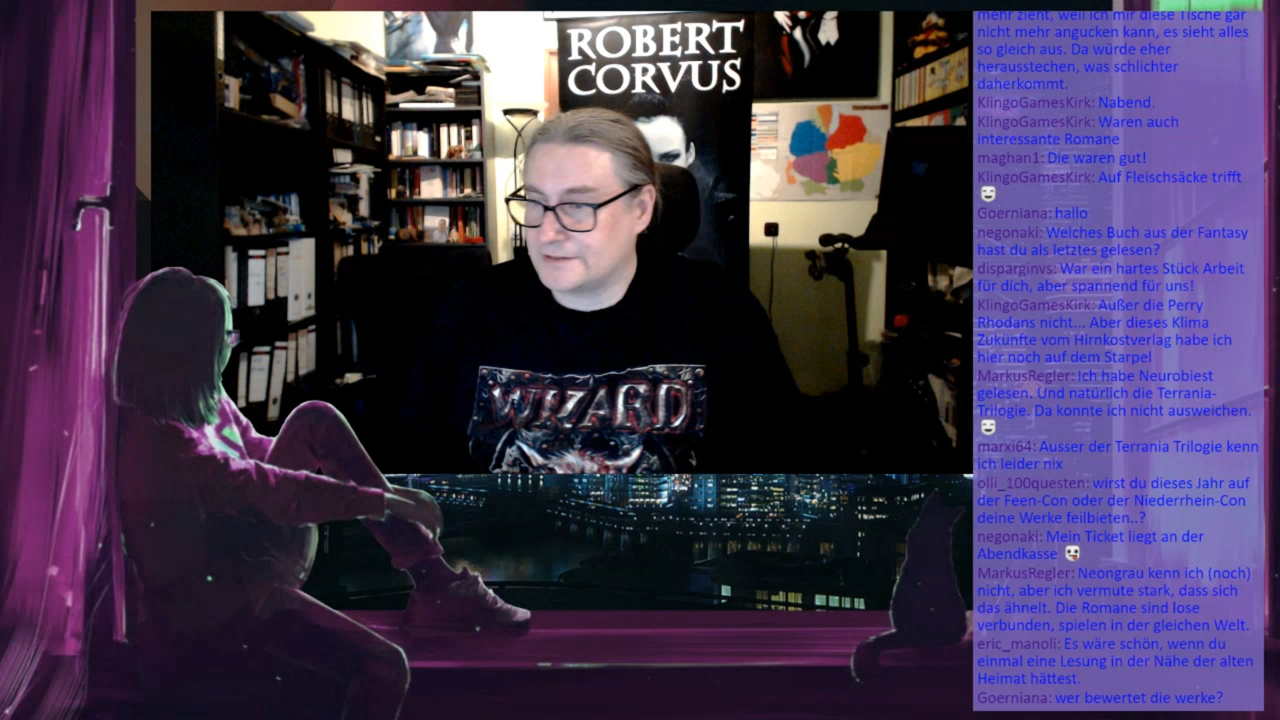 ROBERT
CORVUS
WIZARD
mehr zieht, weil ich mir diese Tische gar
nicht mehr angucken kann, es sieht alles
so gleich aus. Da würde eher
herausstechen, was schlichter
daherkommt.
KlingoGamesKirk: Nabend.
KlingoGamesKirk: Waren auch
interessante Romane
maghan1: Die waren gut!
KlingoGamesKirk: Auf Fleischsäcke trifft
Goerniana: hallo
negonaki: Welches Buch aus der Fantasy
hast du als letztes gelesen?
disparginvs: War ein hartes Stück Arbeit
für dich, aber spannend für uns!
KlingoGamesKirk: Außer die Perry
Rhodans nicht... Aber dieses Klima
Zukünfte vom Hirnkostverlag habe ich
hier noch auf dem Starpel
MarkusRegler: Ich habe Neurobiest
gelesen. Und natürlich die Terrania-
Trilogie. Da konnte ich nicht ausweichen.
marxi64: Ausser der Terrania Trilogie kenn
ich leider nix
olli_100questen: wirst du dieses Jahr auf
der Feen-Con oder der Niederrhein-Con
deine Werke feilbieten..?
negonaki: Mein Ticket liegt an der
Abendkasse
MarkusRegler: Neongrau kenn ich (noch)
nicht, aber ich vermute stark, dass sich
das ähnelt. Die Romane sind lose
verbunden, spielen in der gleichen Welt.
eric_manoli: Es wäre schön, wenn du
einmal eine Lesung in der Nähe der alten
Heimat hättest.
Goerniana: wer bewertet die werke?